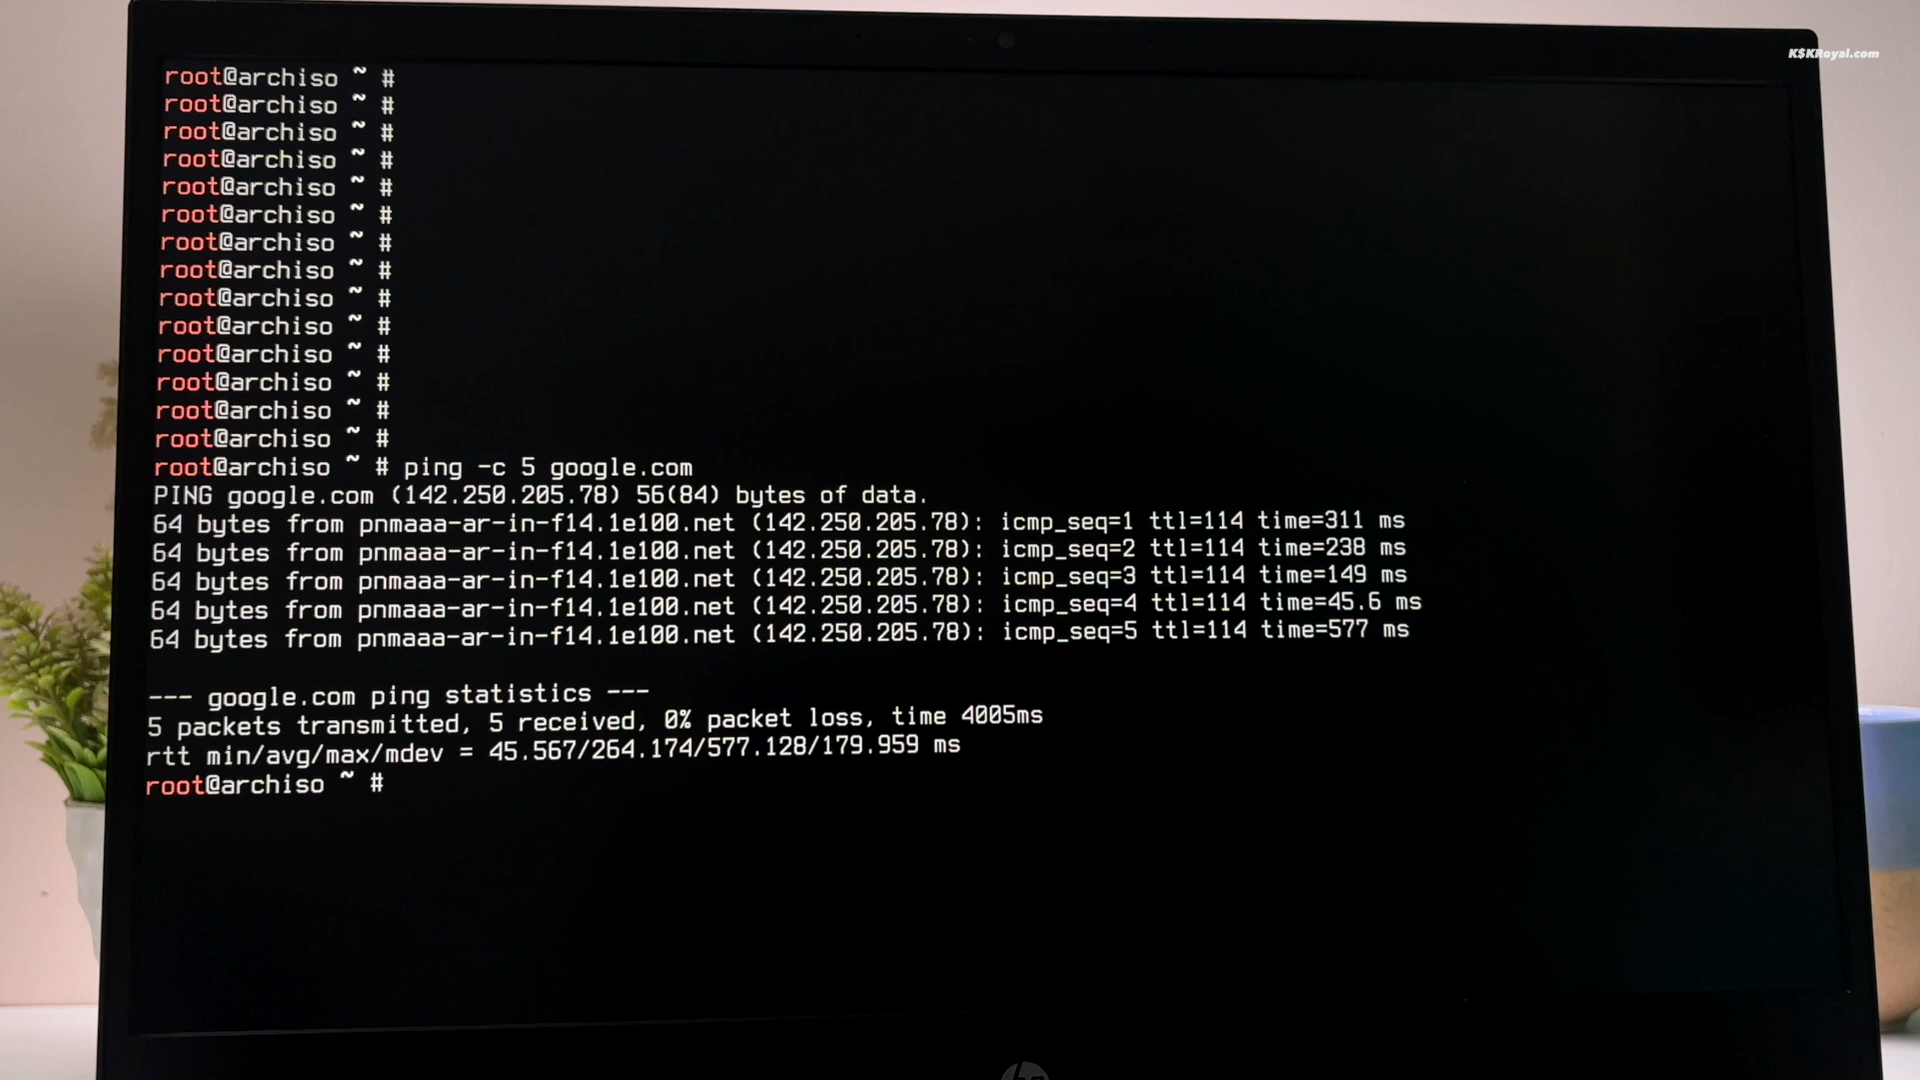 K$KRoyal.com
root@archiso ~ #
root@archiso ~ #
root@archiso ~ #
root@archiso ~ #
root@archiso ~ #
root@archiso ~ #
root@archiso ~ #
root@archiso ~ #
root@archiso ~ #
root@archiso ~ #
root@archiso ~ #
root@archiso ~ #
root@archiso ~ #
root@archiso ~ #
root@archiso ~ # ping -c 5 google.com
PING google.com (142.250.205.78) 56(84) bytes of data.
64 bytes from pnmaaa-ar-in-f14.1e100.net (142.250.205.78): icmp_seq=1 ttl=114 time=311 ms
64 bytes from pnmaaa-ar-in-f14.1e100.net (142.250.205.78): icmp_seq=2 ttl=114 time=238 ms
64 bytes from pnmaaa-ar-in-f14.1e100.net (142.250.205.78): icmp_seq=3 ttl=114 time=149 ms
64 bytes from pnmaaa-ar-in-f14.1e100.net (142.250.205.78): icmp_seq=4 ttl=114 time=45.6 ms
64 bytes from pnmaaa-ar-in-f14.1e100.net (142.250.205.78): icmp_seq=5 ttl=114 time=577 ms
--- google.com ping statistics ---
5 packets transmitted, 5 received, 0% packet loss, time 4005ms
rtt min/avg/max/mdev = 45.567/264.174/577.128/179.959 ms
root@archiso ~ #
hp